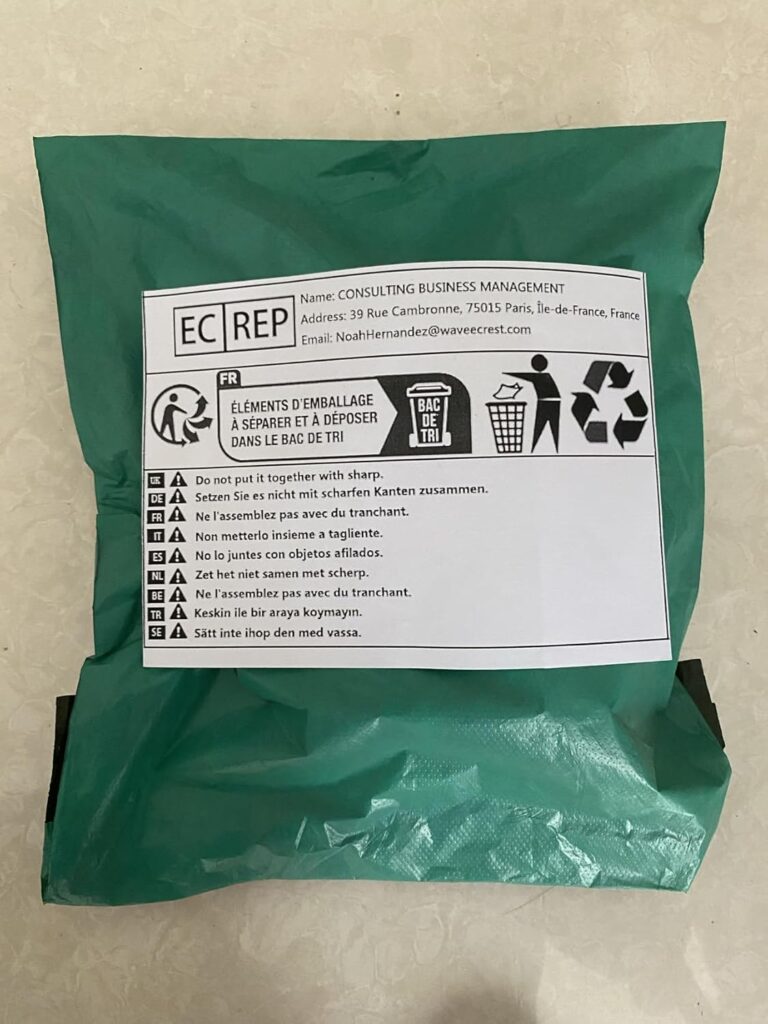 EC REP
Name: CONSULTING BUSINESS MANAGEMENT
Address: 39 Rue Cambronne, 75015 Paris, Île-de-France, France
Email: NoahHernandez@waveecrest.com
FR
ÉLÉMENTS D'EMBALLAGE
À SÉPARER ET À DÉPOSER
DANS LE BAC DE TRI
BAC
DE
TRI
UK Do not put it together with sharp.
DE Setzen Sie es nicht mit scharfen Kanten zusammen.
FR Ne l'assemblez pas avec du tranchant.
IT Non metterlo insieme a tagliente.
ES No lo juntes con objetos afilados.
NL Zet het niet samen met scherp.
BE Ne l'assemblez pas avec du tranchant.
TR Keskin ile bir araya koymayın.
SE Sätt inte ihop den med vassa.